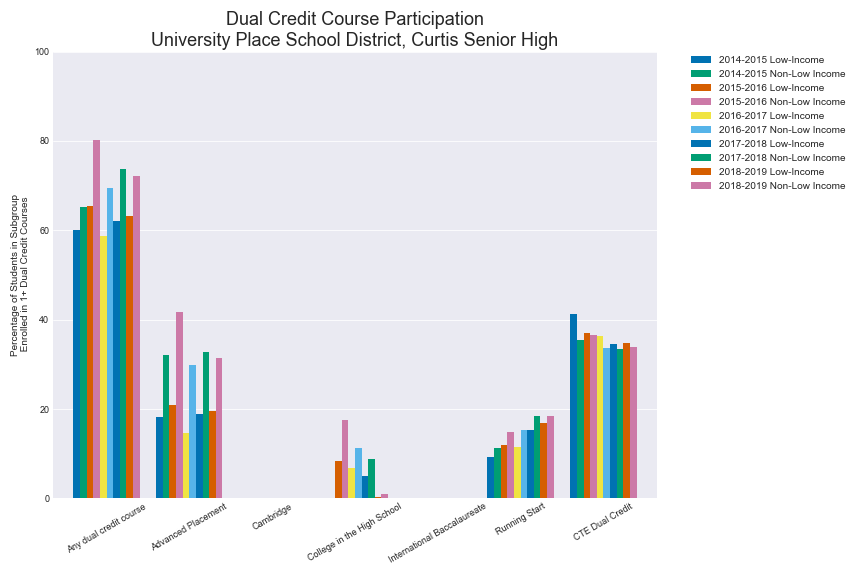 Dual Credit Course Participation
University Place School District, Curtis Senior High
Percentage of Students in Subgroup
Enrolled in 1+ Dual Credit Courses
100
80
60
40
20
0
Any dual credit course
Advanced Placement
Cambridge
College in the High School
International Baccalaureate
Running Start
CTE Dual Credit
2014-2015 Low-Income
2014-2015 Non-Low Income
2015-2016 Low-Income
2015-2016 Non-Low Income
2016-2017 Low-Income
2016-2017 Non-Low Income
2017-2018 Low-Income
2017-2018 Non-Low Income
2018-2019 Low-Income
2018-2019 Non-Low Income